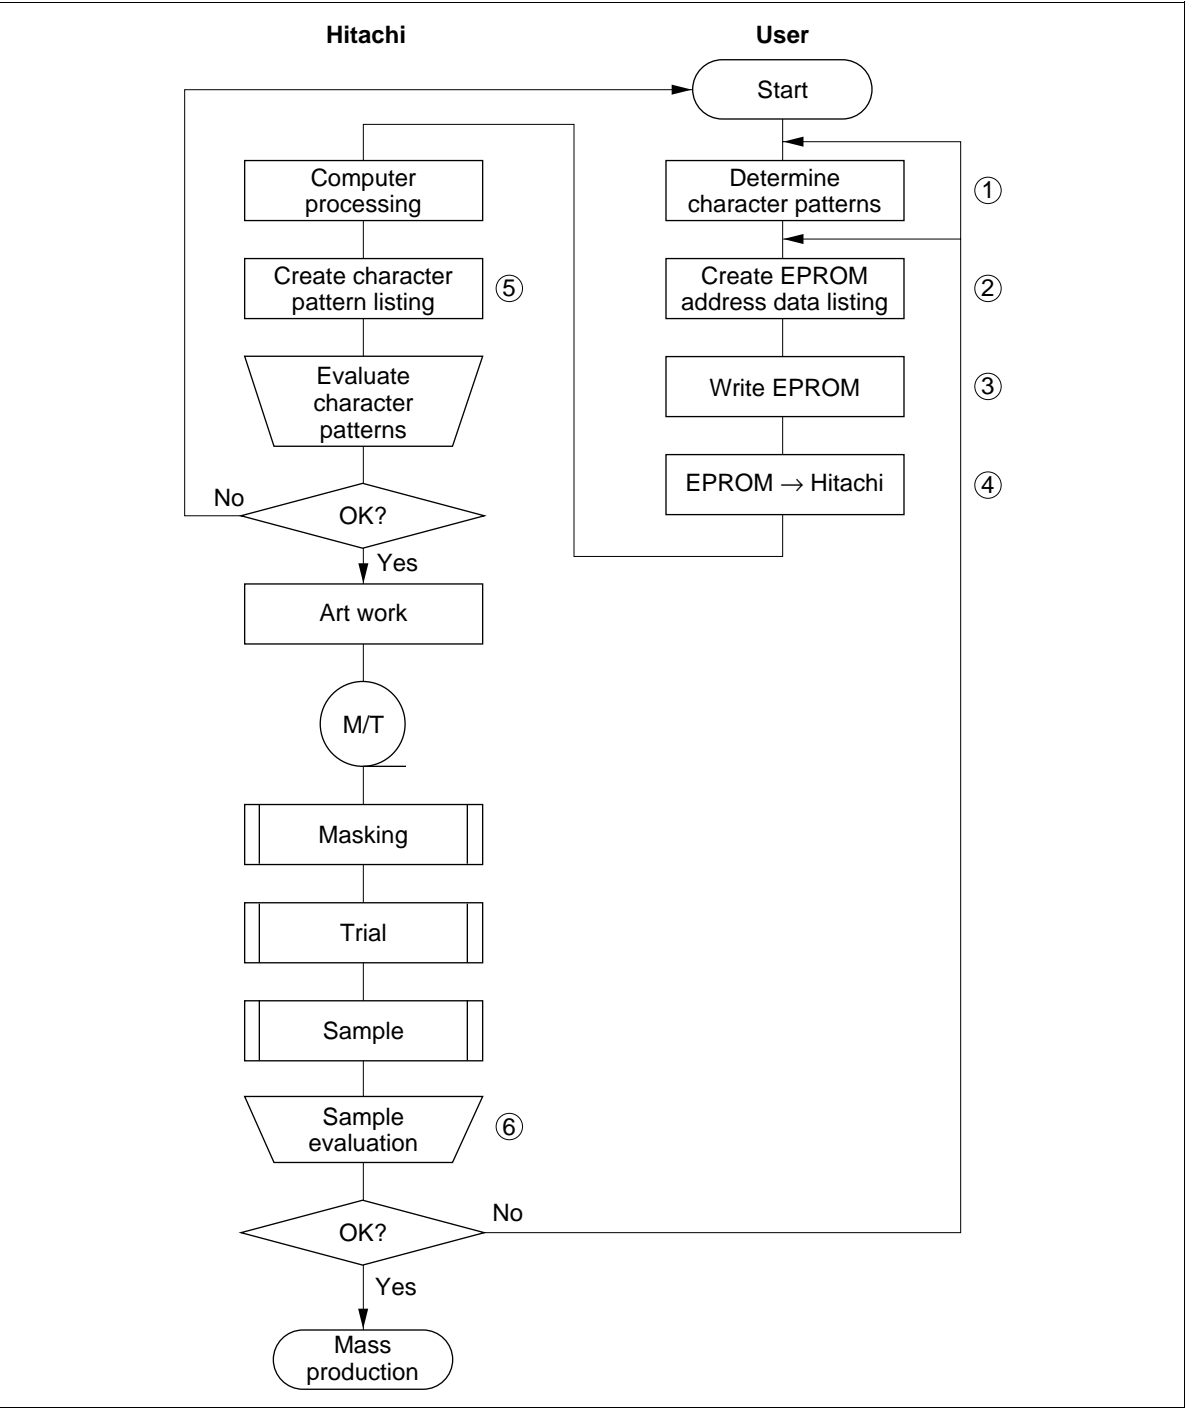 Hitachi
User
Start
Determine
character patterns
①
Create EPROM
address data listing
②
Write EPROM
③
EPROM → Hitachi
④
Computer
processing
Create character
pattern listing
⑤
Evaluate
character
patterns
No
OK?
Yes
Art work
M/T
Masking
Trial
Sample
Sample
evaluation
⑥
OK?
No
Yes
Mass
production